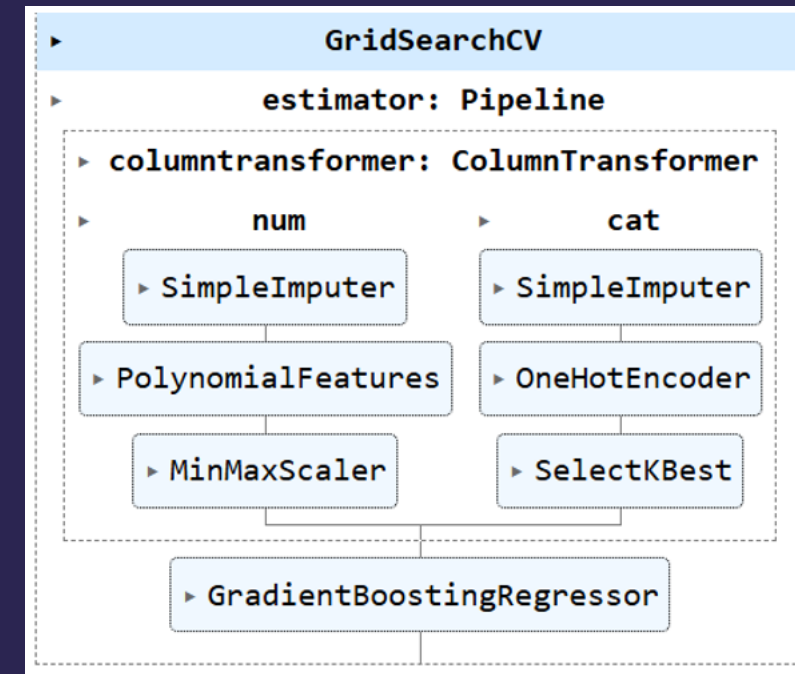 GridSearchCV
estimator: Pipeline
columntransformer: ColumnTransformer
num
cat
SimpleImputer
SimpleImputer
PolynomialFeatures
OneHotEncoder
MinMaxScaler
SelectKBest
GradientBoostingRegressor